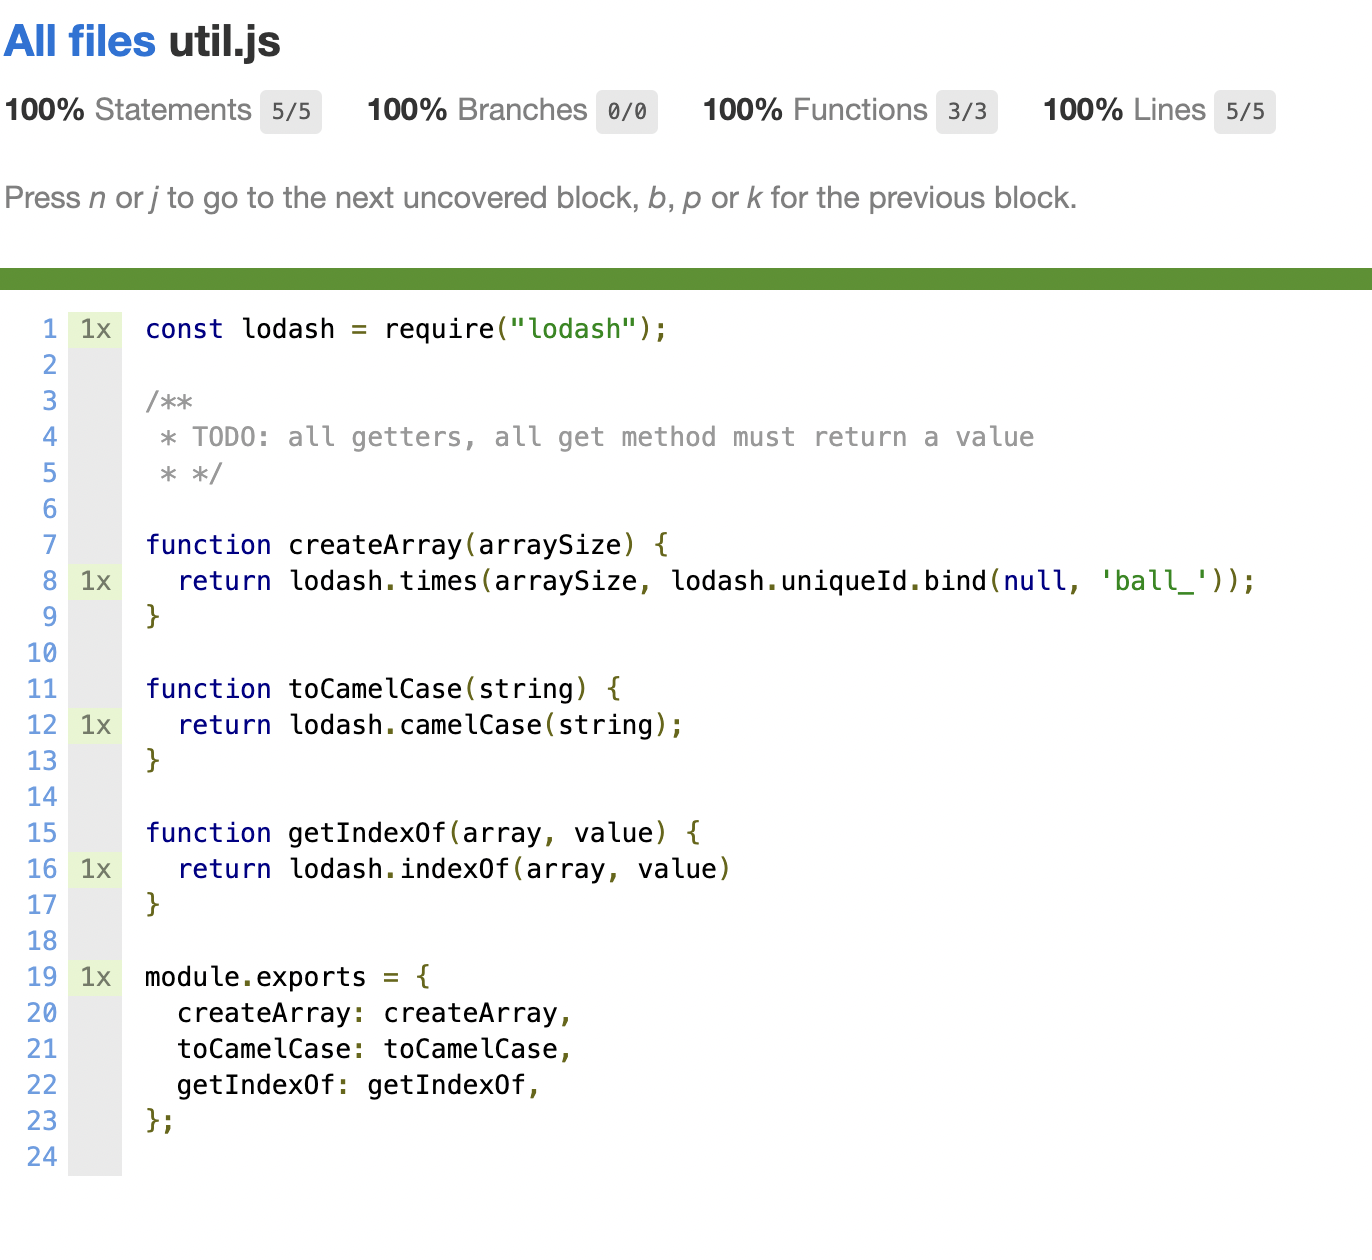 All files util.js
100% Statements 5/5 100% Branches 0/0 100% Functions 3/3 100% Lines 5/5
Press n or j to go to the next uncovered block, b, p or k for the previous block.
1 1x const lodash = require("lodash");
2
3 /**
4  * TODO: all getters, all get method must return a value
5  * */
6
7 function createArray(arraySize) {
8 1x   return lodash.times(arraySize, lodash.uniqueId.bind(null, 'ball_'));
9 }
10
11 function toCamelCase(string) {
12 1x   return lodash.camelCase(string);
13 }
14
15 function getIndexOf(array, value) {
16 1x   return lodash.indexOf(array, value)
17 }
18
19 1x module.exports = {
20   createArray: createArray,
21   toCamelCase: toCamelCase,
22   getIndexOf: getIndexOf,
23 };
24